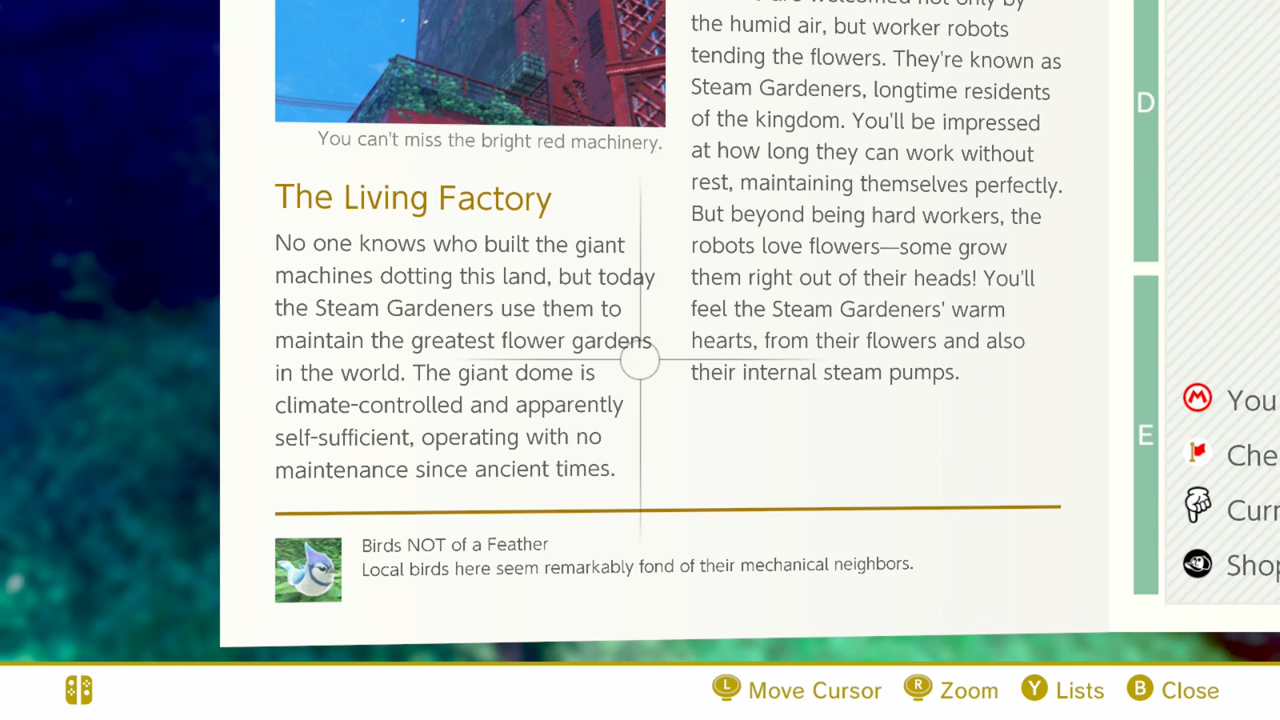 You can't miss the bright red machinery.
The Living Factory
No one knows who built the giant
machines dotting this land, but today
the Steam Gardeners use them to
maintain the greatest flower gardens
in the world. The giant dome is
climate-controlled and apparently
self-sufficient, operating with no
maintenance since ancient times.
are welcomed not only by
the humid air, but worker robots
tending the flowers. They're known as
Steam Gardeners, longtime residents
of the kingdom. You'll be impressed
at how long they can work without
rest, maintaining themselves perfectly.
But beyond being hard workers, the
robots love flowers—some grow
them right out of their heads! You'll
feel the Steam Gardeners' warm
hearts, from their flowers and also
their internal steam pumps.
Birds NOT of a Feather
Local birds here seem remarkably fond of their mechanical neighbors.
D
E
You
Che
Curr
Shop
L Move Cursor R Zoom Y Lists B Close